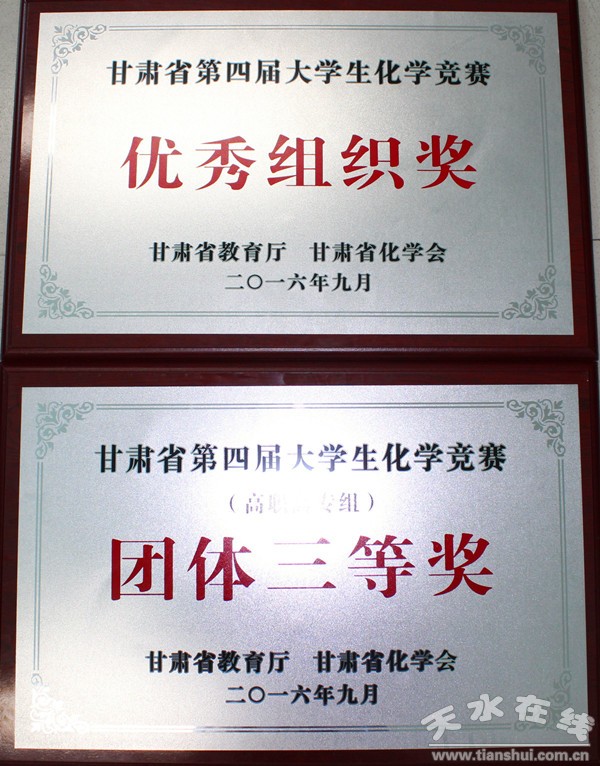 甘肃省第四届大学生化学竞赛
优秀组织奖
甘肃省教育厅 甘肃省化学会
二〇一六年九月
甘肃省第四届大学生化学竞赛
（高职高专组）
团体三等奖
甘肃省教育厅 甘肃省化学会
二〇一六年九月
天水在线
www.tianshui.com.cn